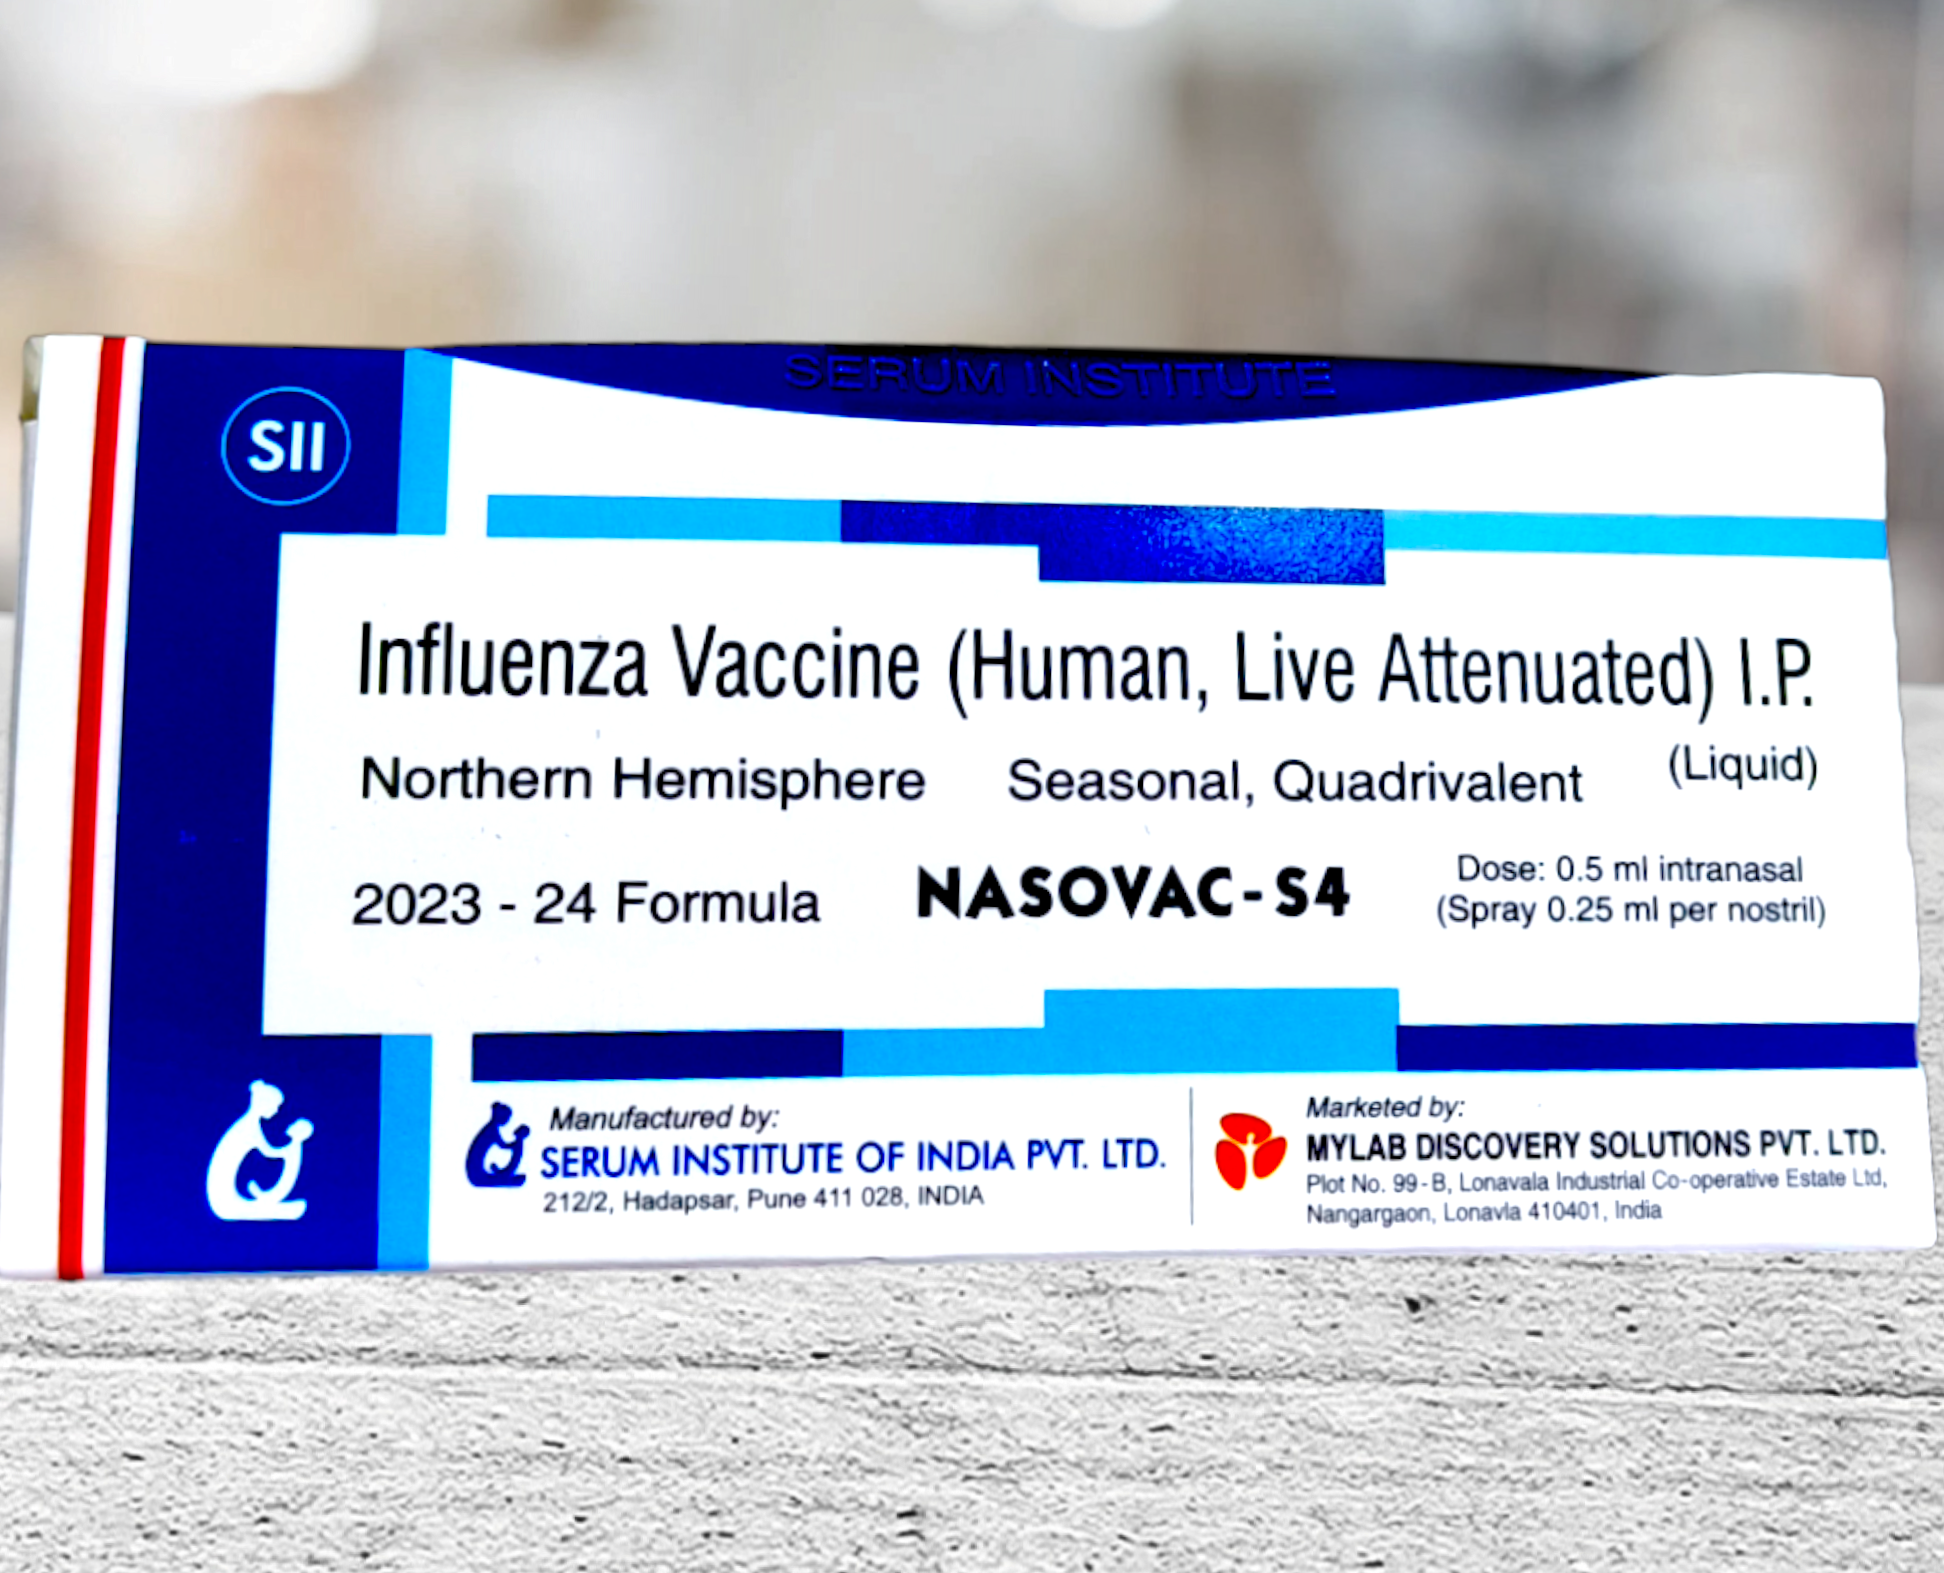 SERUM INSTITUTE
SII
Influenza Vaccine (Human, Live Attenuated) I.P.
Northern Hemisphere Seasonal, Quadrivalent (Liquid)
2023 - 24 Formula NASOVAC-S4
Dose: 0.5 ml intranasal
(Spray 0.25 ml per nostril)
Manufactured by:
SERUM INSTITUTE OF INDIA PVT. LTD.
212/2, Hadapsar, Pune 411 028, INDIA
Marketed by:
MYLAB DISCOVERY SOLUTIONS PVT. LTD.
Plot No. 99-B, Lonavala Industrial Co-operative Estate Ltd,
Nangargaon, Lonavla 410401, India